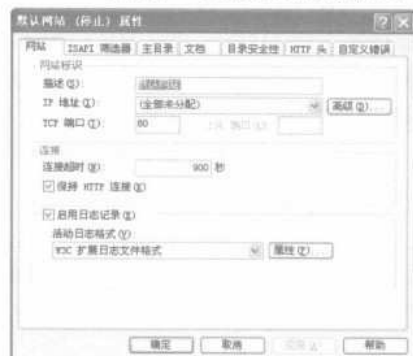 默认网站 (停止) 属性
网站 ISAPI 筛选器 主目录 文档 目录安全性 HTTP 头 自定义错误
网站标识
描述(S):
IP 地址(I): (全部未分配) 高级(D)...
TCP 端口(T): 80
连接
连接超时(N): 900 秒
保持 HTTP 连接(K)
启用日志记录(E)
活动日志格式(V):
W3C 扩展日志文件格式 属性(P)...
确定 取消 帮助